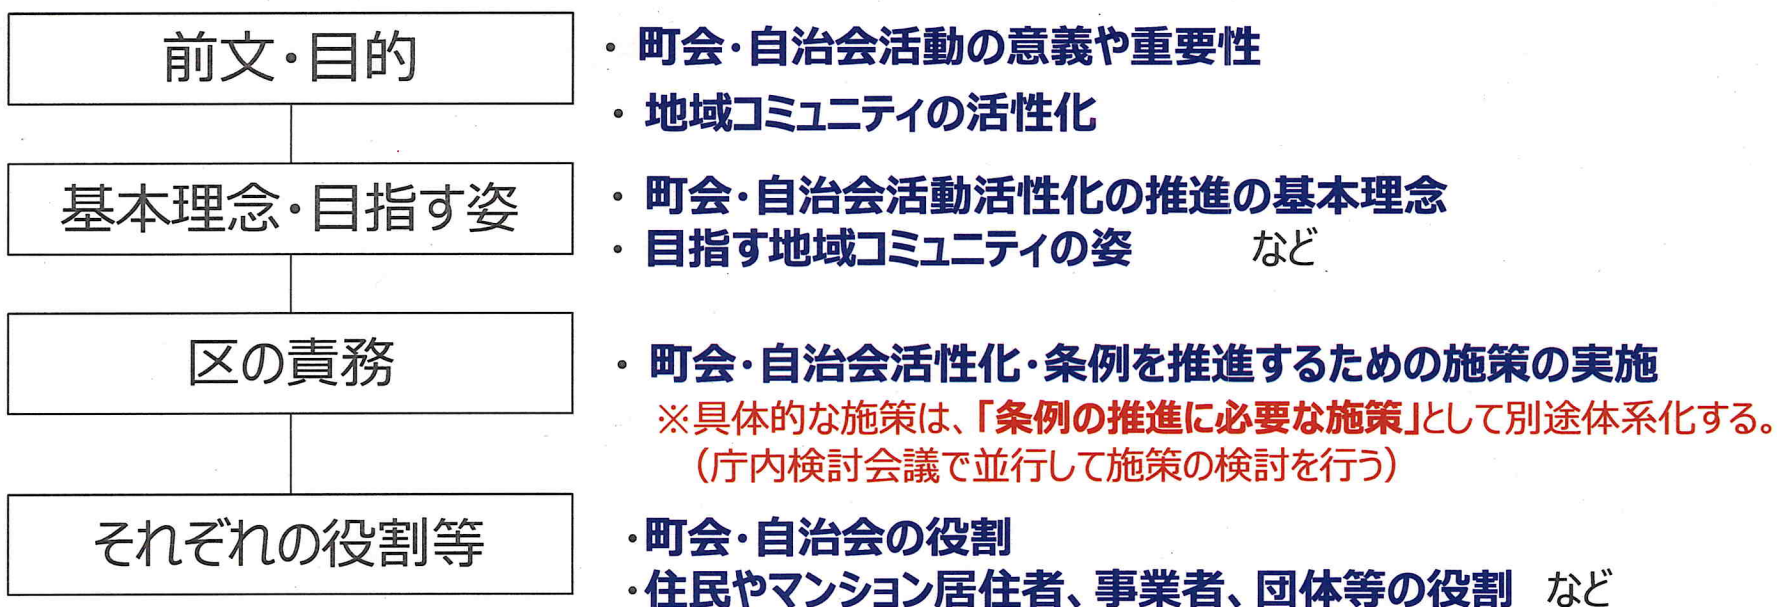 前文・目的
・町会・自治会活動の意義や重要性
・地域コミュニティの活性化
基本理念・目指す姿
・町会・自治会活動活性化の推進の基本理念
・目指す地域コミュニティの姿　など
区の責務
・町会・自治会活性化・条例を推進するための施策の実施
※具体的な施策は、「条例の推進に必要な施策」として別途体系化する。
（庁内検討会議で並行して施策の検討を行う）
それぞれの役割等
・町会・自治会の役割
・住民やマンション居住者、事業者、団体等の役割　など